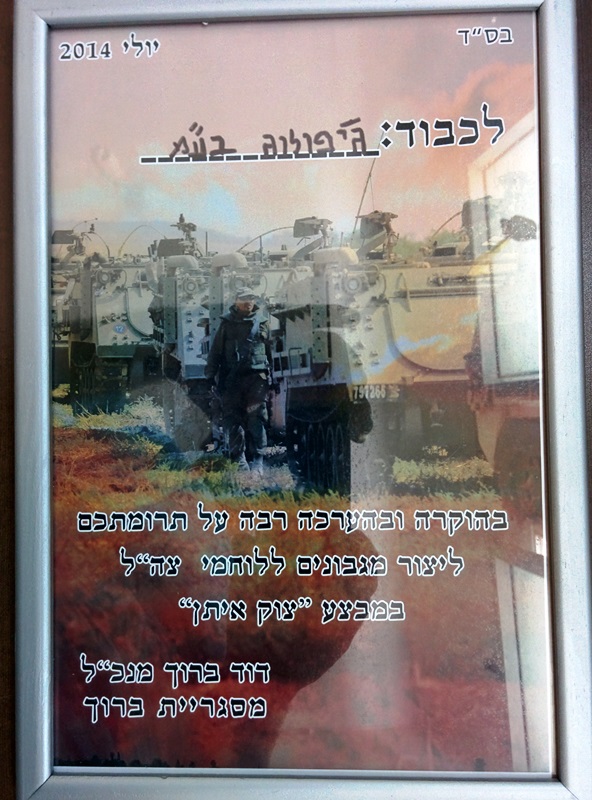 בס״ד יולי 2014
לכבוד: בע״מ
בהוקרה ובהערכה רבה על תרומתכם
ליצור מגבונים ללוחמי צה״ל
במבצע ״צוק איתן״
דוד ברוך מנכ״ל
מסגריית ברוך